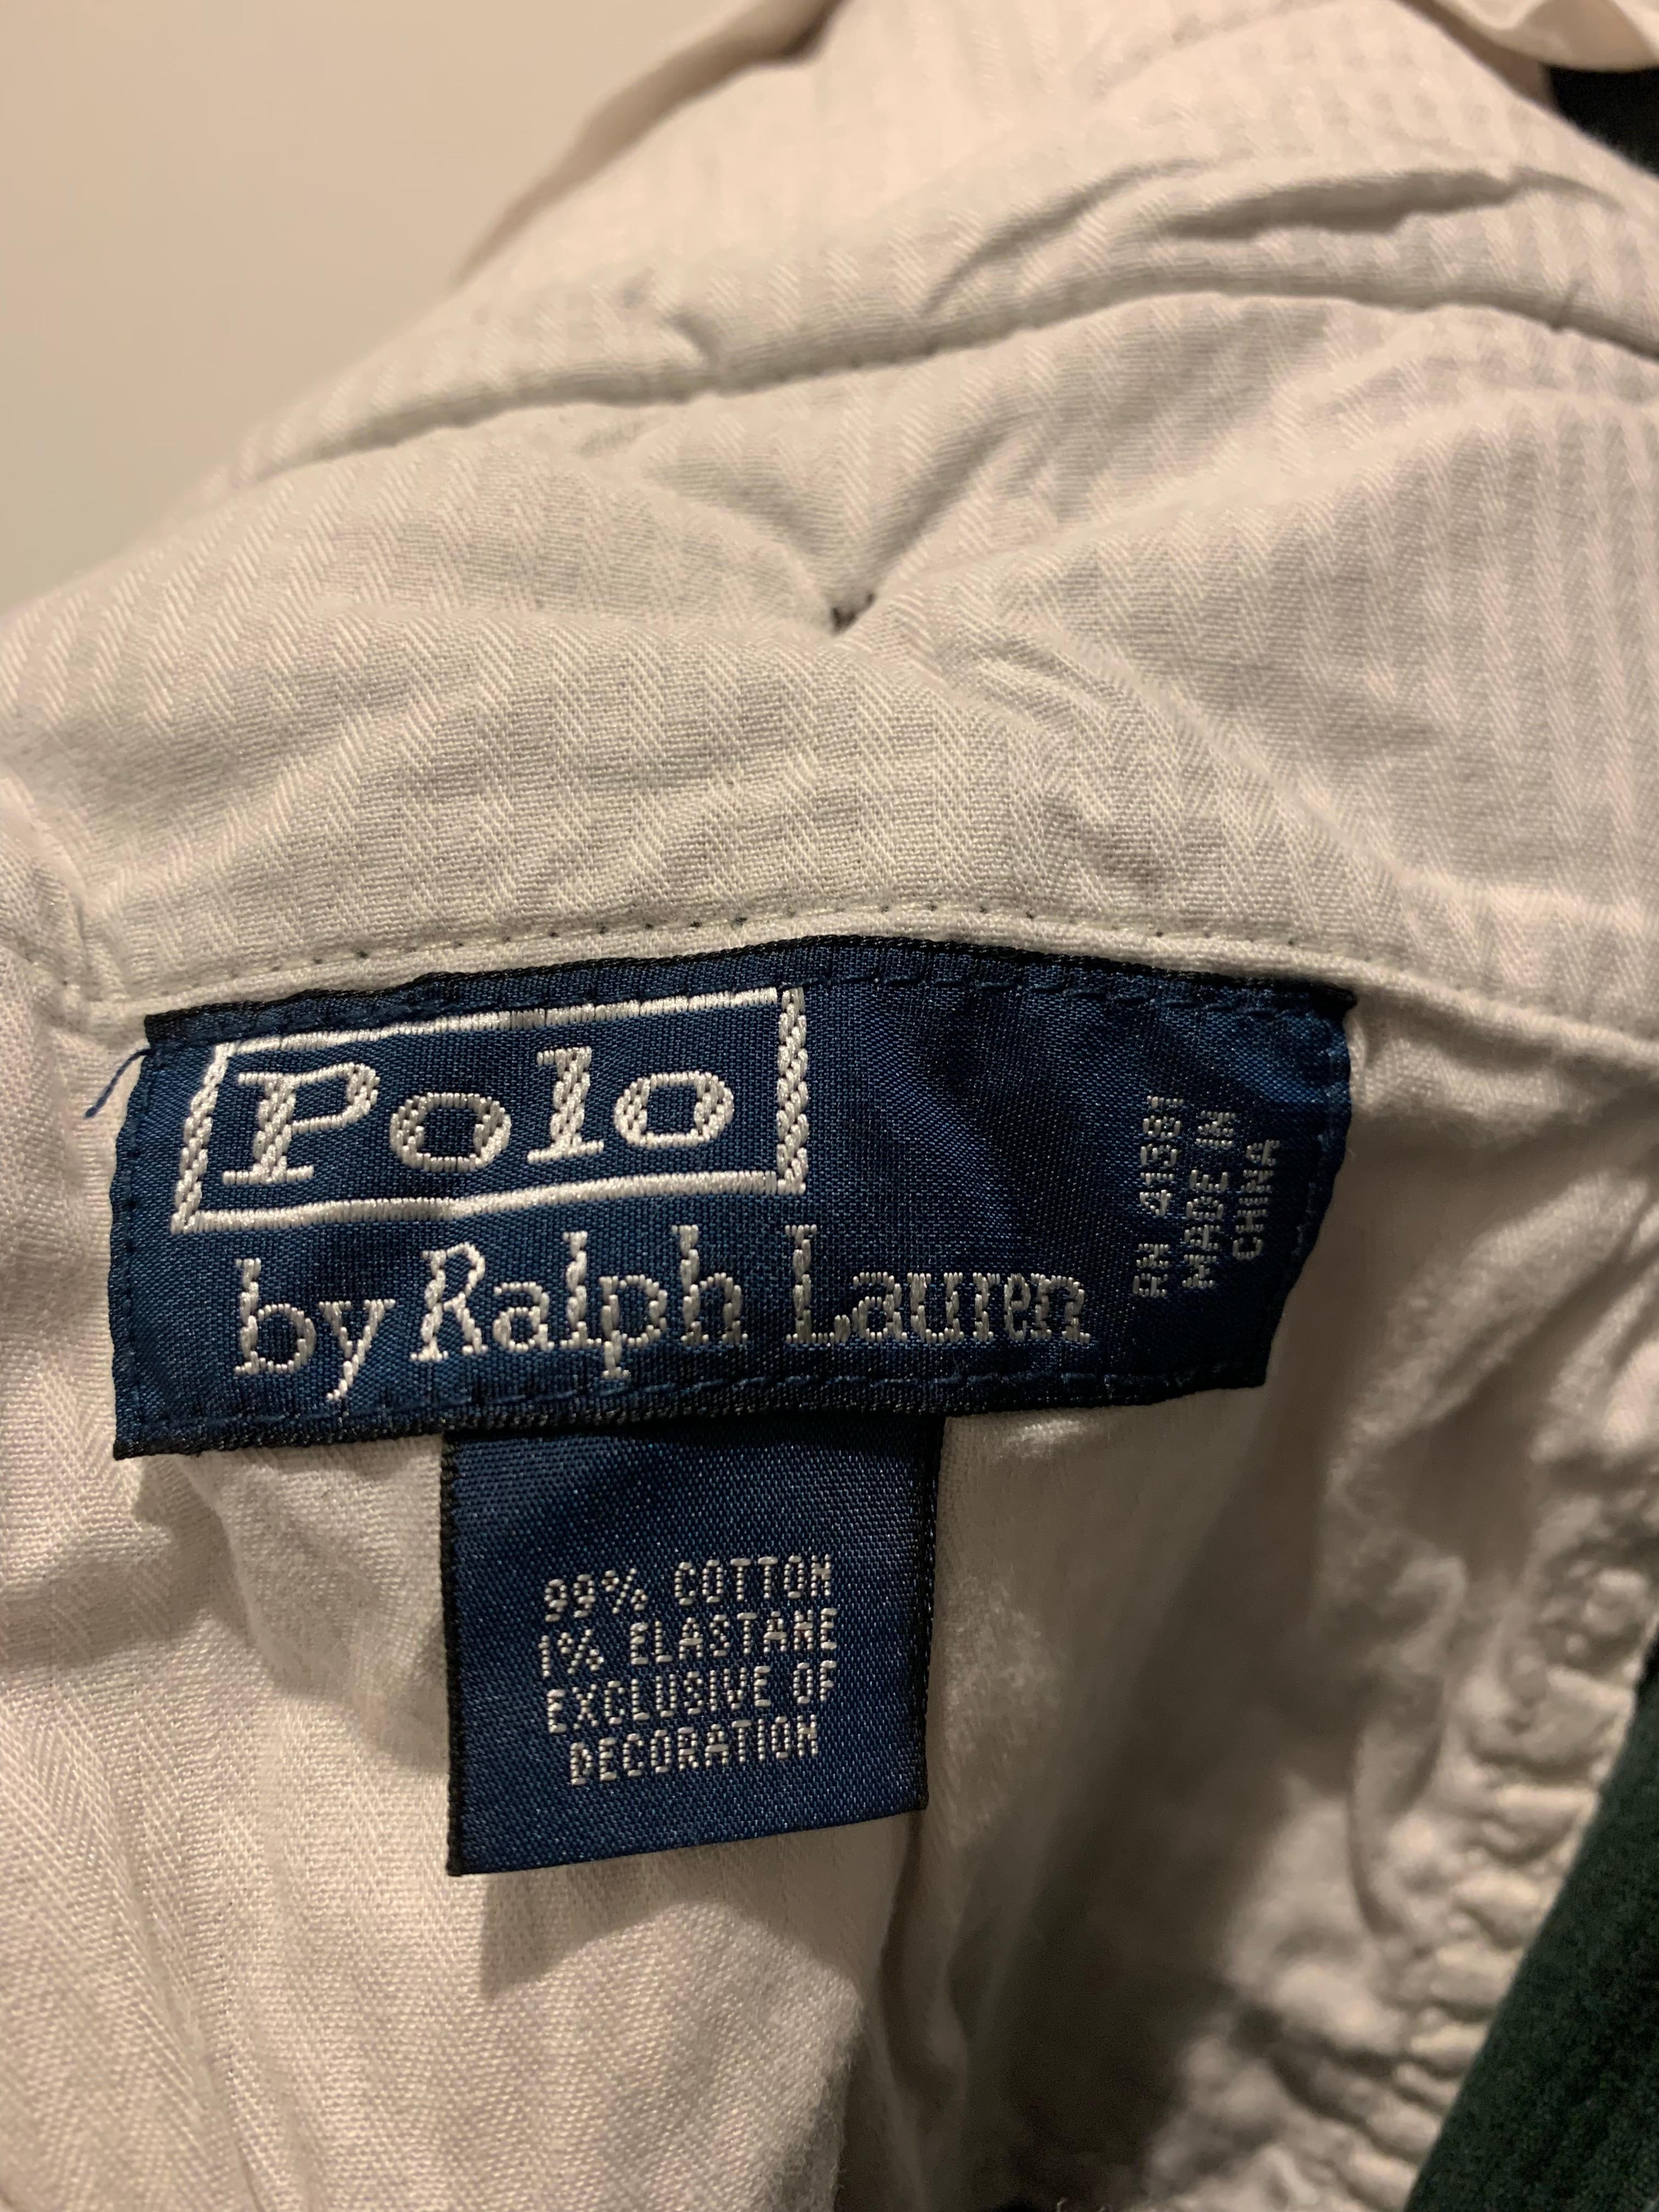 Polo
by Ralph Lauren
RN 41381
MADE IN
CHINA
99% COTTON
1% ELASTANE
EXCLUSIVE OF
DECORATION